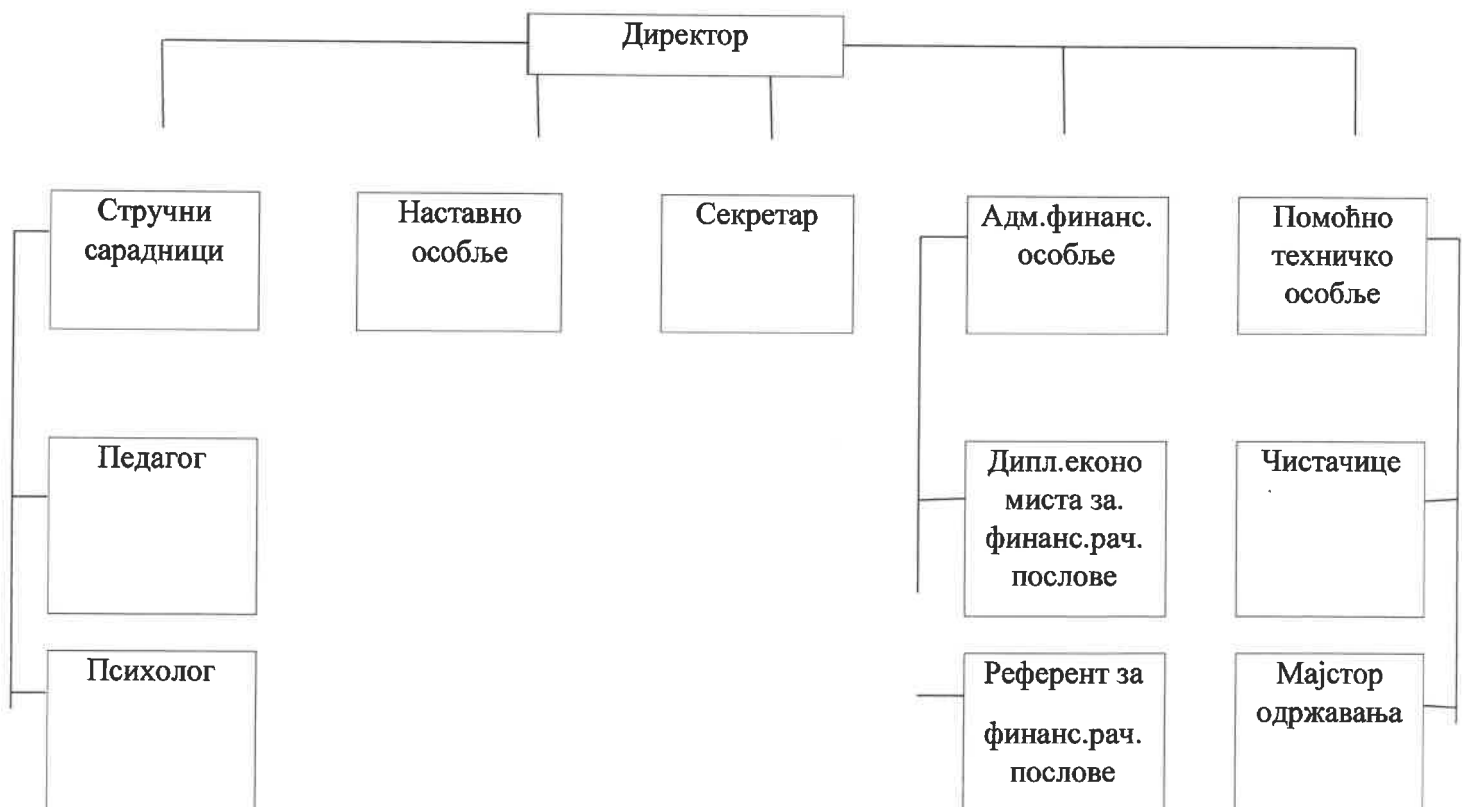 Директор
Стручни
сарадници
Наставно
особље
Секретар
Адм.финанс.
особље
Помоћно
техничко
особље
Педагог
Дипл.еконо
миста за.
финанс.рач.
послове
Чистачице
Психолог
Референт за
финанс.рач.
послове
Мајстор
одржавања